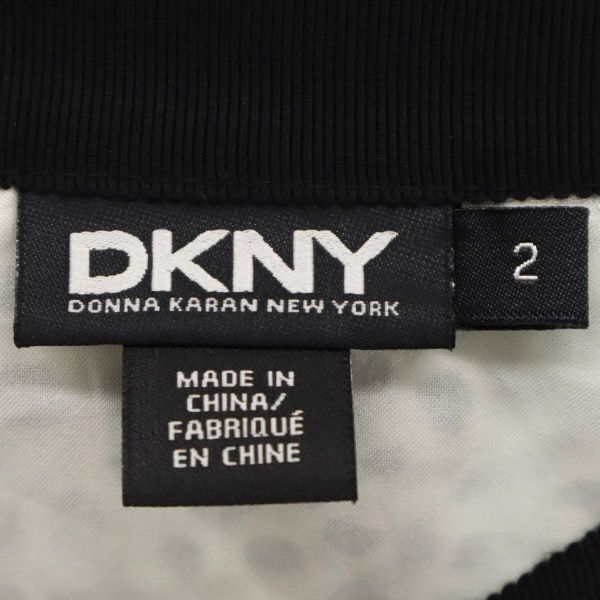 DKNY
DONNA KARAN NEW YORK
2
MADE IN
CHINA/
FABRIQUÉ
EN CHINE